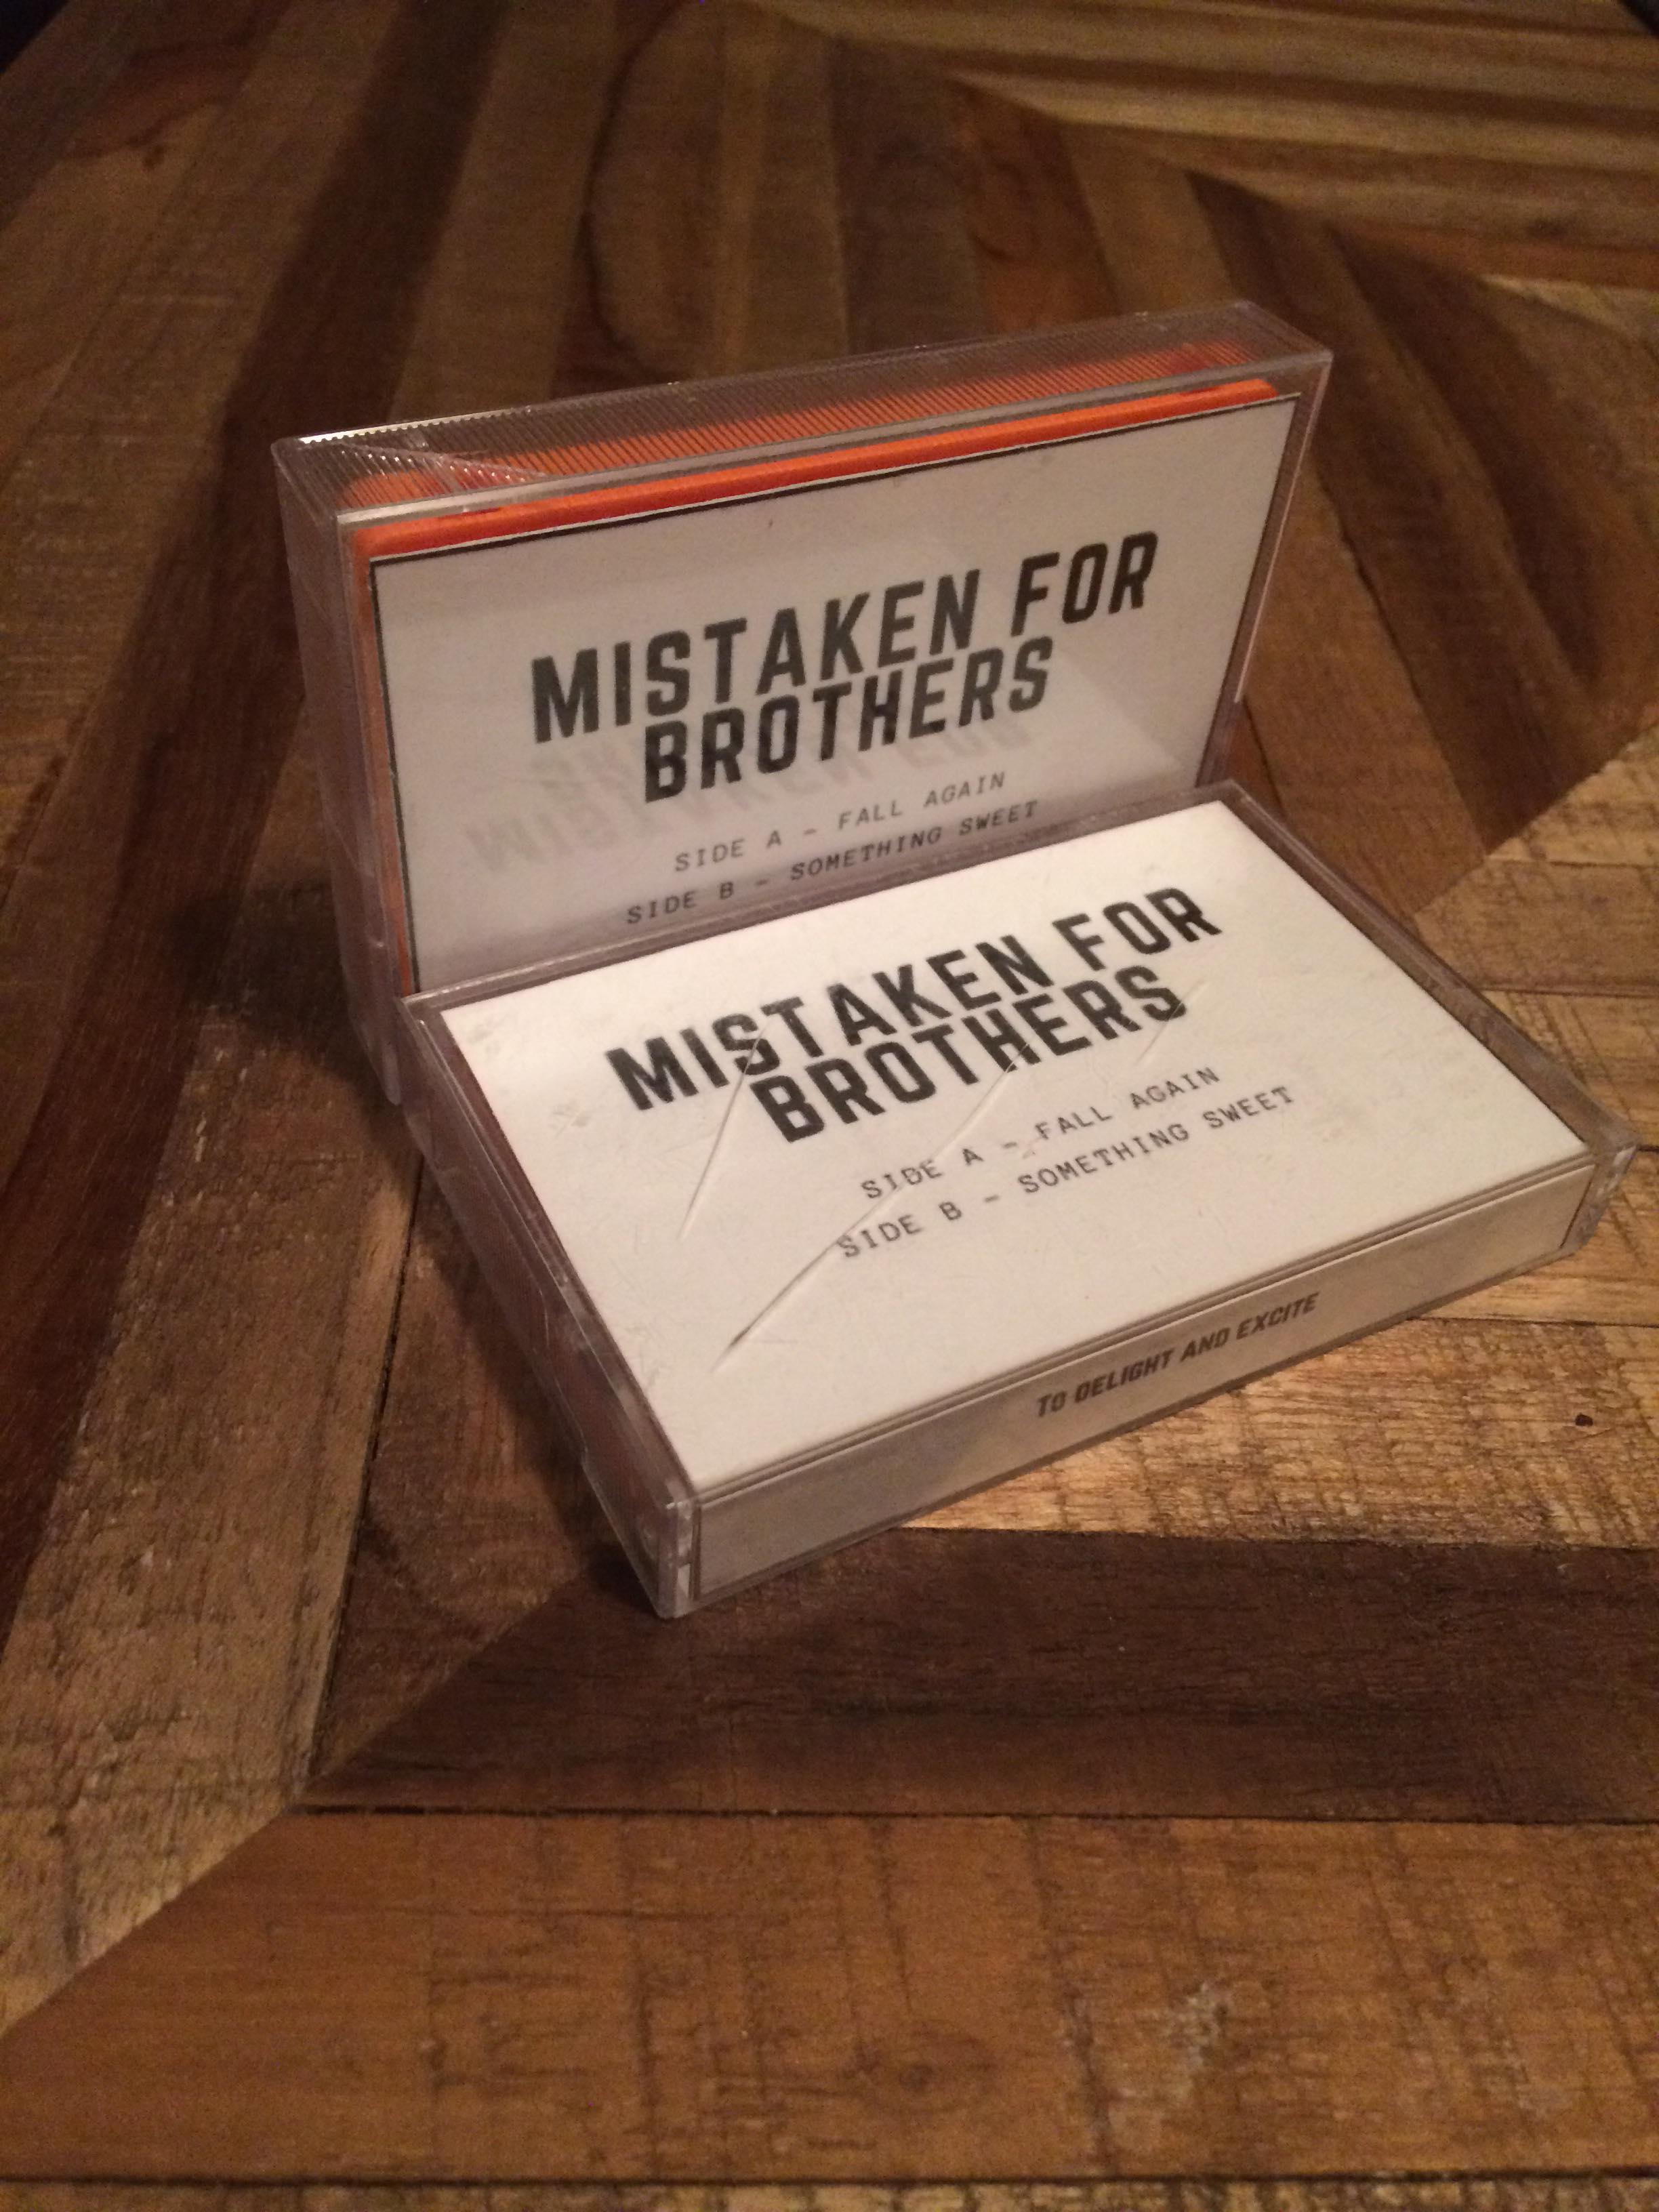 MISTAKEN FOR
BROTHERS
SIDE A - FALL AGAIN
SIDE B - SOMETHING SWEET
MISTAKEN FOR
BROTHERS
SIDE A - FALL AGAIN
SIDE B - SOMETHING SWEET
TO DELIGHT AND EXCITE